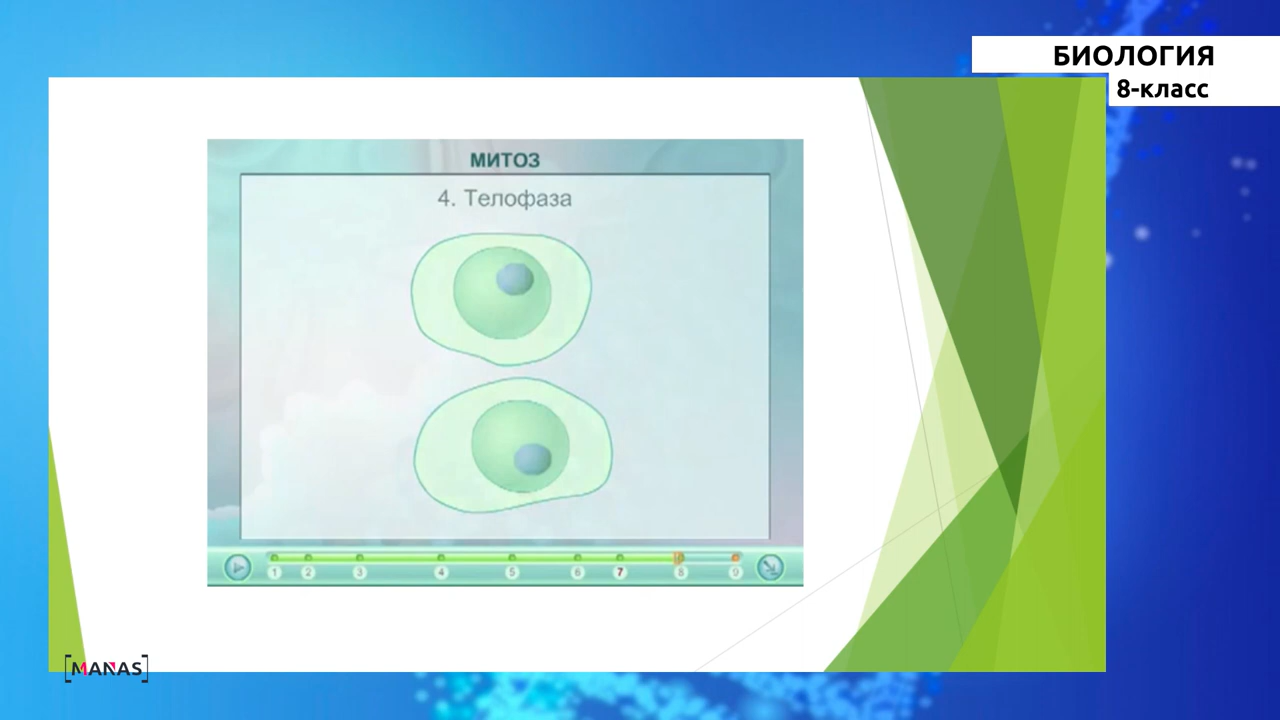 БИОЛОГИЯ
8-класс
МИТОЗ
4. Телофаза
1 2 3 4 5 6 7 8 9
[MANAS]